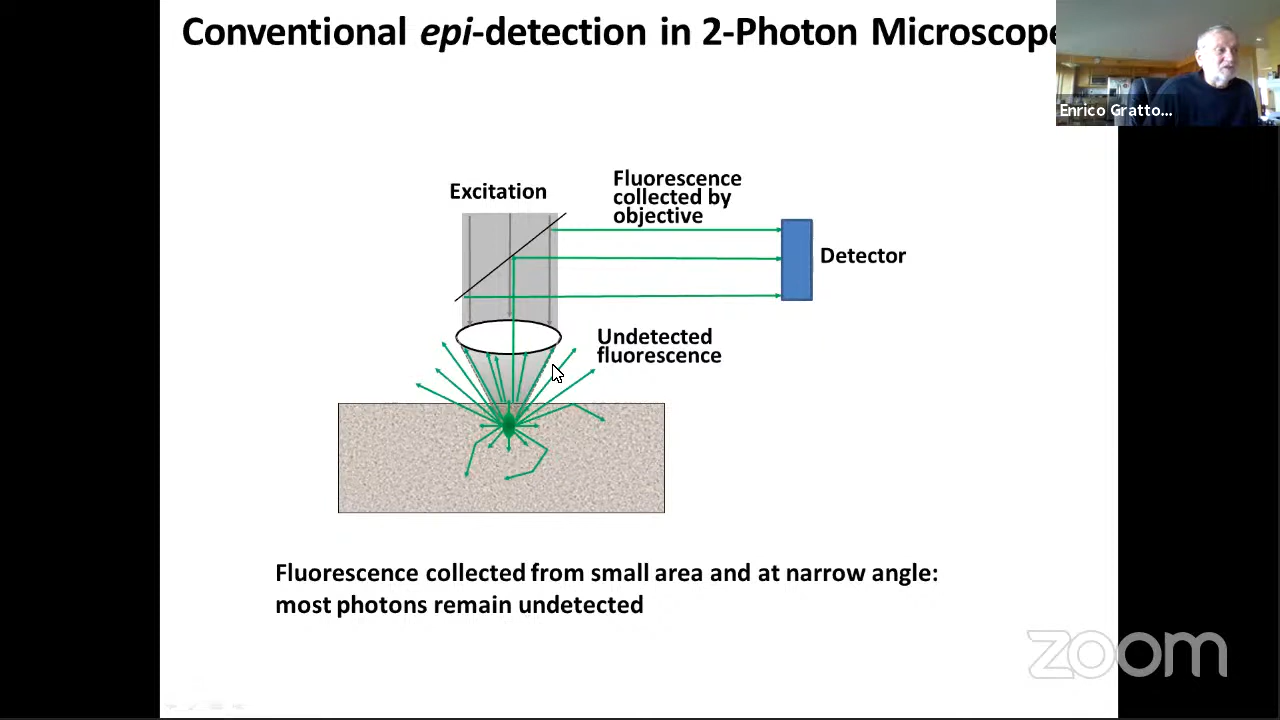 Conventional epi-detection in 2-Photon Microscope
Enrico Gratto...
Excitation
Fluorescence
collected by
objective
Detector
Undetected
fluorescence
Fluorescence collected from small area and at narrow angle:
most photons remain undetected
zoom